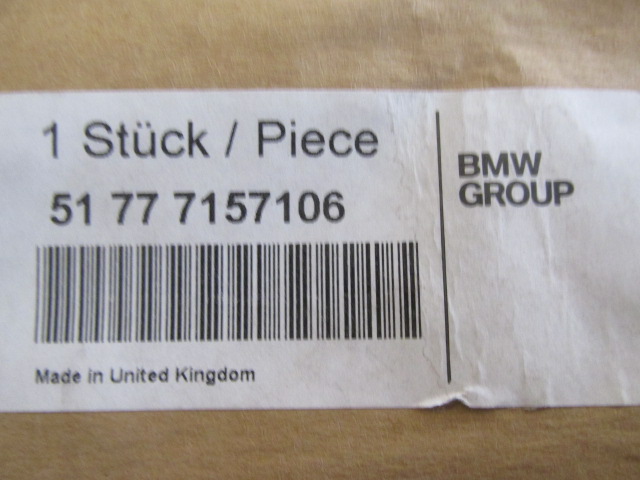 1 Stück / Piece
51 77 7157106
Made in United Kingdom
BMW
GROUP